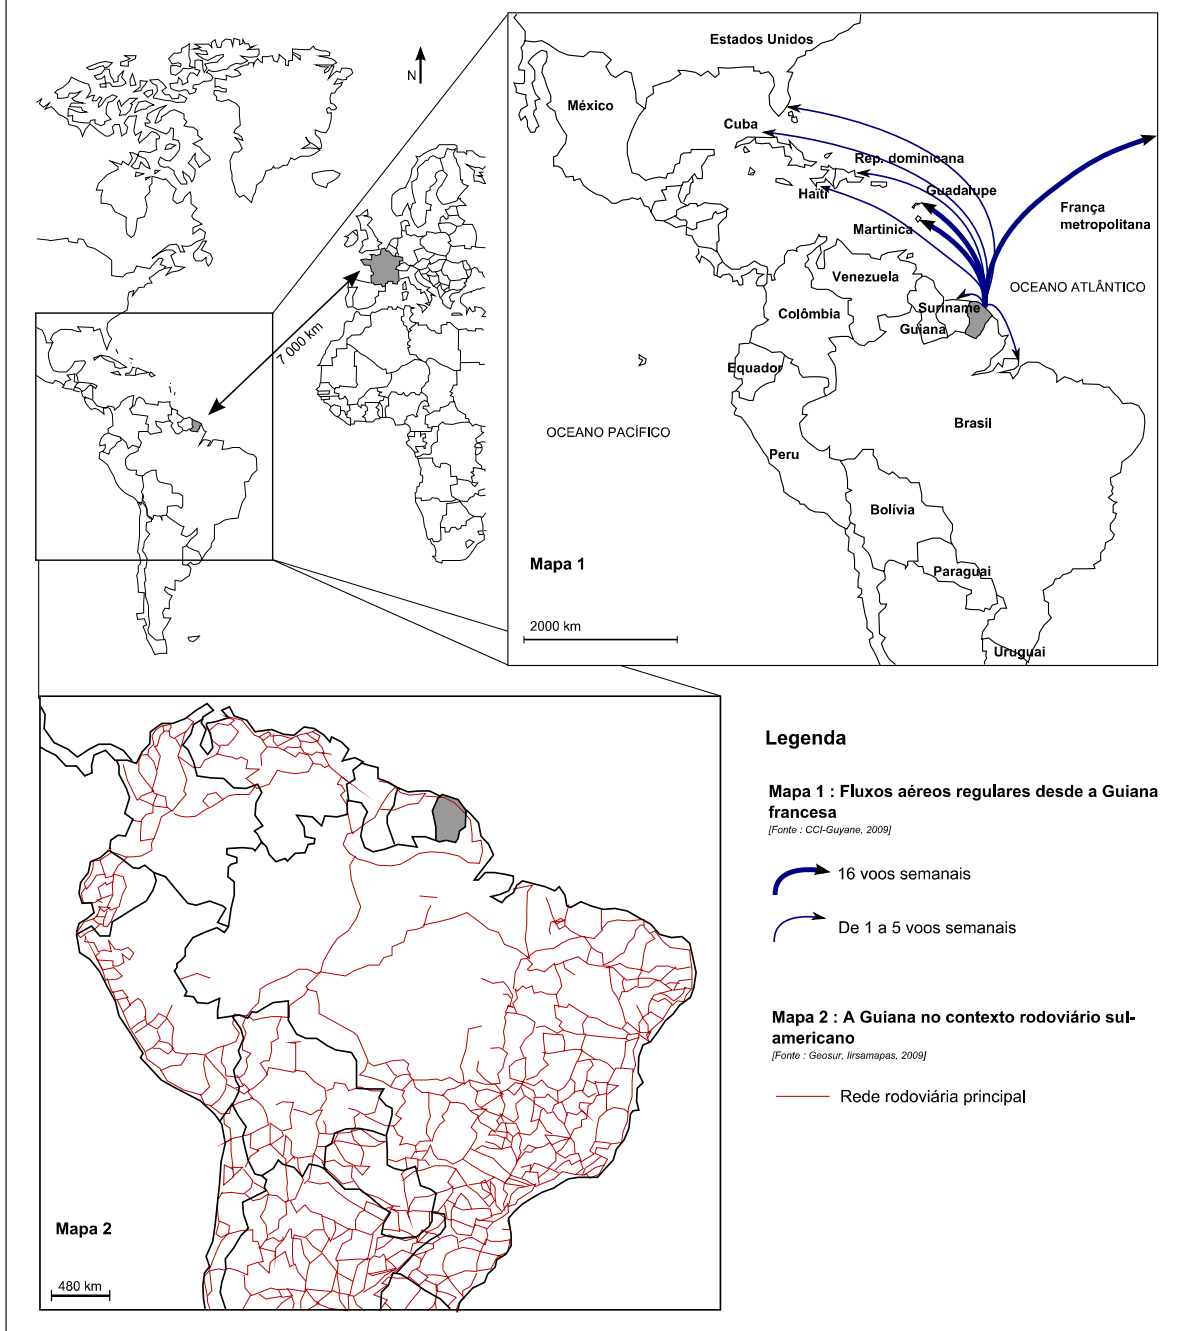 N
7 000 km
Estados Unidos
México
Cuba
Rep. dominicana
Haïti
Guadalupe
Martinica
França
metropolitana
Venezuela
OCEANO ATLÂNTICO
Suriname
Colômbia
Guiana
Equador
Brasil
OCEANO PACÍFICO
Peru
Bolívia
Mapa 1
Paraguai
2000 km
Uruguai
Mapa 2
480 km
Legenda
Mapa 1 : Fluxos aéreos regulares desde a Guiana
francesa
[Fonte : CCI-Guyane, 2009]
16 voos semanais
De 1 a 5 voos semanais
Mapa 2 : A Guiana no contexto rodoviário sul-
americano
[Fonte : Geosur, Iirsamapas, 2009]
Rede rodoviária principal